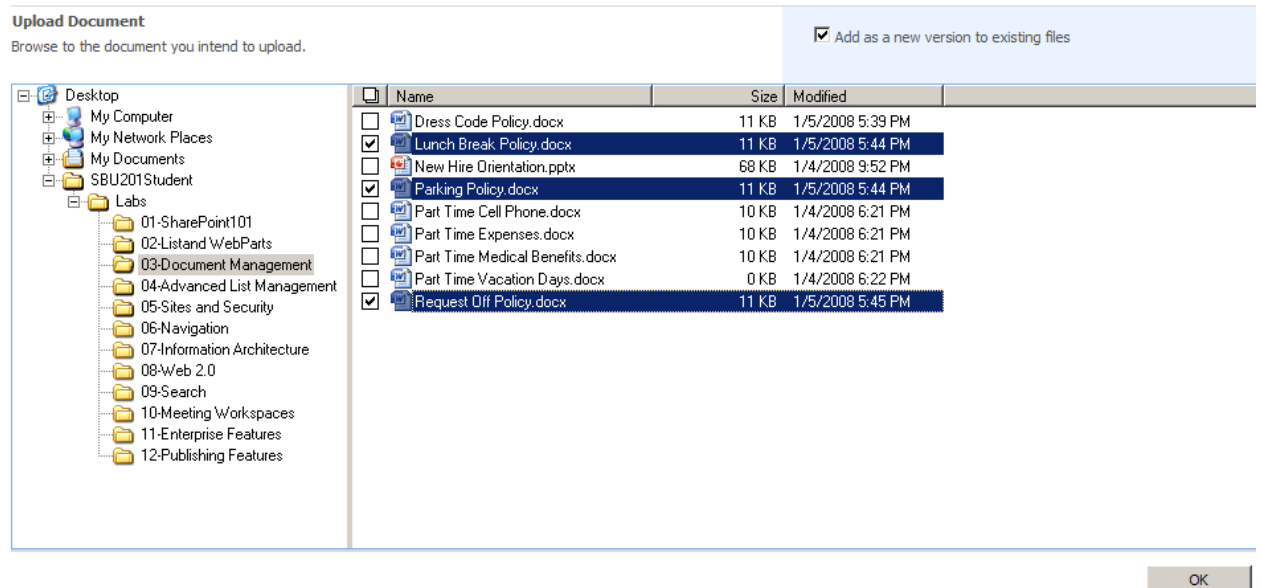 Upload Document
Browse to the document you intend to upload.
Add as a new version to existing files
Desktop
My Computer
My Network Places
My Documents
SBU201Student
Labs
01-SharePoint101
02-Listand WebParts
03-Document Management
04-Advanced List Management
05-Sites and Security
06-Navigation
07-Information Architecture
08-Web 2.0
09-Search
10-Meeting Workspaces
11-Enterprise Features
12-Publishing Features
Name Size Modified
Dress Code Policy.docx 11 KB 1/5/2008 5:39 PM
Lunch Break Policy.docx 11 KB 1/5/2008 5:44 PM
New Hire Orientation.pptx 68 KB 1/4/2008 9:52 PM
Parking Policy.docx 11 KB 1/5/2008 5:44 PM
Part Time Cell Phone.docx 10 KB 1/4/2008 6:21 PM
Part Time Expenses.docx 10 KB 1/4/2008 6:21 PM
Part Time Medical Benefits.docx 10 KB 1/4/2008 6:21 PM
Part Time Vacation Days.docx 0 KB 1/4/2008 6:22 PM
Request Off Policy.docx 11 KB 1/5/2008 5:45 PM
OK